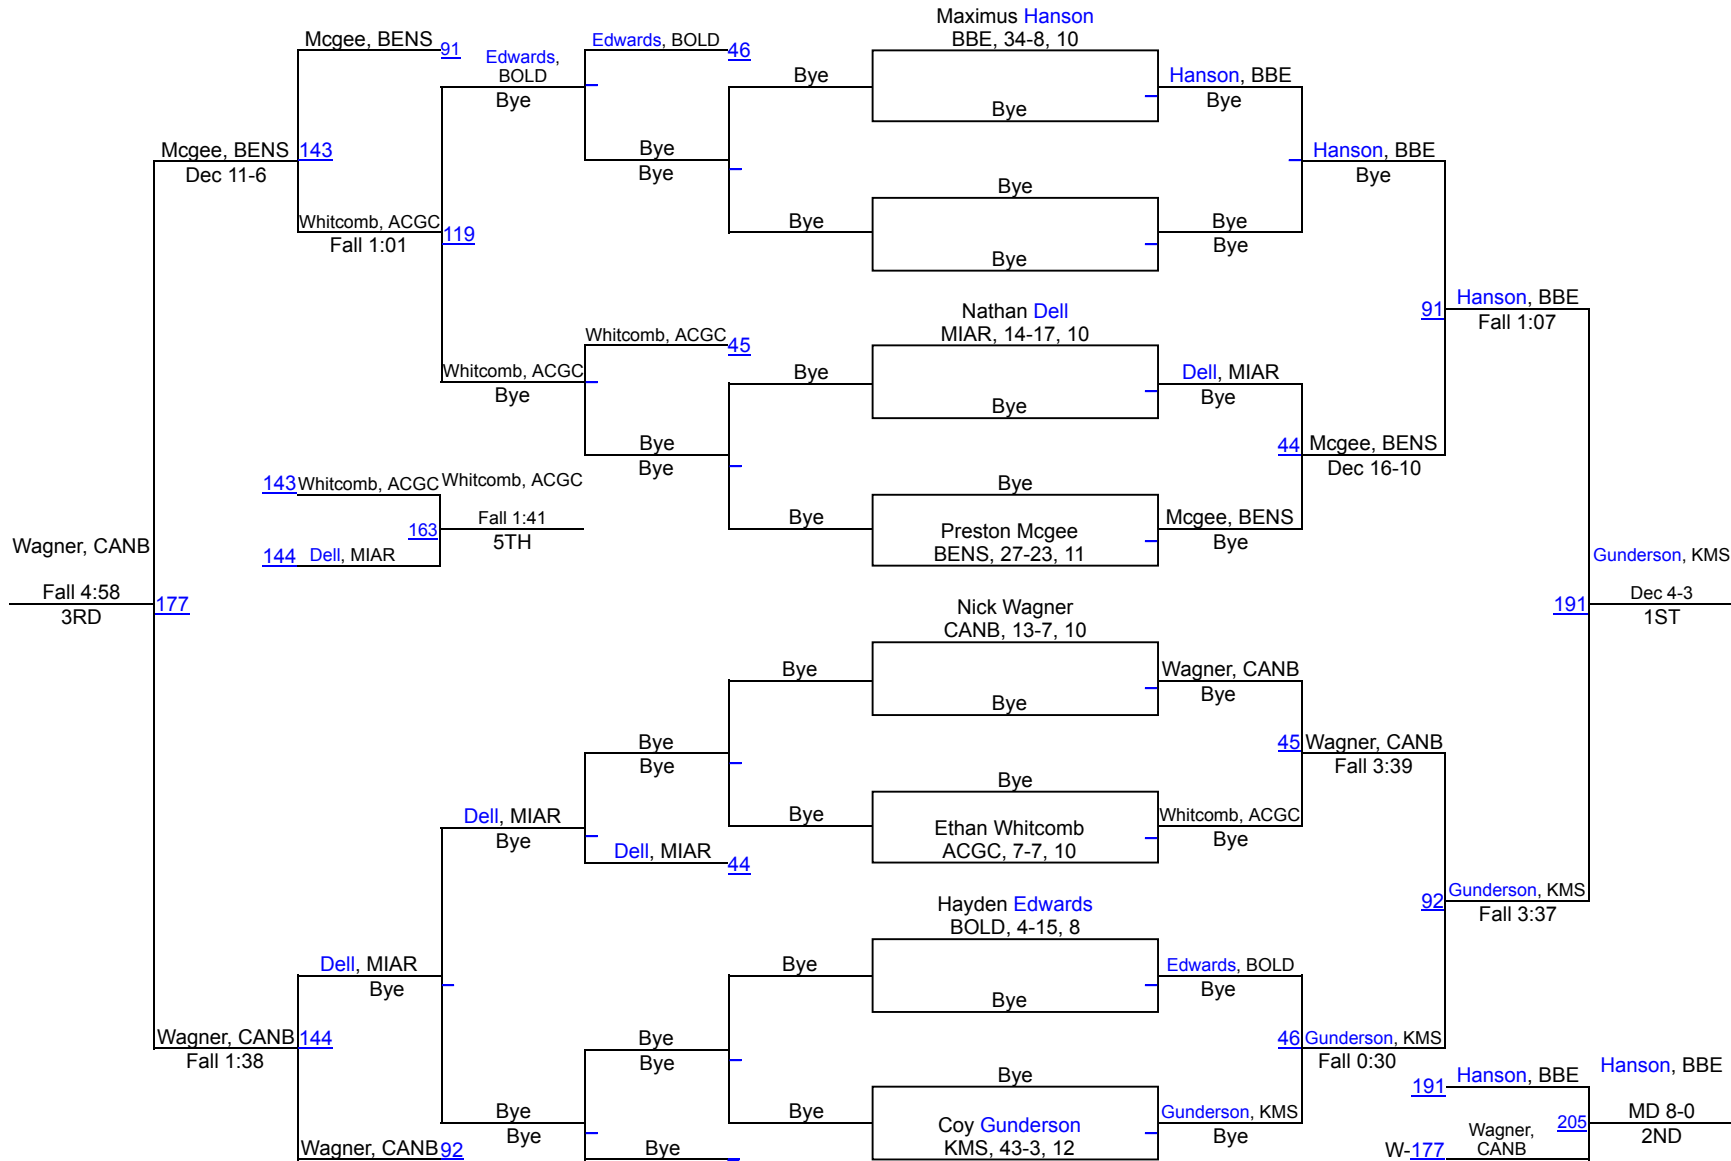 Maximus Hanson
BBE, 34-8, 10
Mcgee, BENS 91
Edwards, BOLD 46
Edwards,
BOLD
Bye
Bye
Hanson, BBE
Bye
Bye
Mcgee, BENS 143
Dec 11-6
Bye
Bye
Hanson, BBE
Bye
Bye
Whitcomb, ACGC 119
Fall 1:01
Bye
Bye
Bye
Bye
Nathan Dell
MIAR, 14-17, 10
91 Hanson, BBE
Fall 1:07
Whitcomb, ACGC 45
Whitcomb, ACGC
Bye
Bye
Dell, MIAR
Bye
Bye
Bye
Bye
44 Mcgee, BENS
Dec 16-10
143 Whitcomb, ACGC Whitcomb, ACGC
Bye
163 Fall 1:41
5TH
Bye
Preston Mcgee
BENS, 27-23, 11
Mcgee, BENS
Bye
144 Dell, MIAR
Wagner, CANB
Fall 4:58
3RD
177
Gunderson, KMS
191 Dec 4-3
1ST
Nick Wagner
CANB, 13-7, 10
Bye
Wagner, CANB
Bye
Bye
Bye
Bye
45 Wagner, CANB
Fall 3:39
Bye
Dell, MIAR
Bye
Bye
Ethan Whitcomb
ACGC, 7-7, 10
Whitcomb, ACGC
Bye
Dell, MIAR 44
Hayden Edwards
BOLD, 4-15, 8
92 Gunderson, KMS
Fall 3:37
Dell, MIAR
Bye
Bye
Edwards, BOLD
Bye
Bye
Wagner, CANB 144
Fall 1:38
Bye
Bye
46 Gunderson, KMS
Fall 0:30
Bye
191 Hanson, BBE
Hanson, BBE
Bye
Bye
Bye
Coy Gunderson
KMS, 43-3, 12
Gunderson, KMS
Bye
205 MD 8-0
2ND
Wagner, CANB 92
W-177 Wagner,
CANB